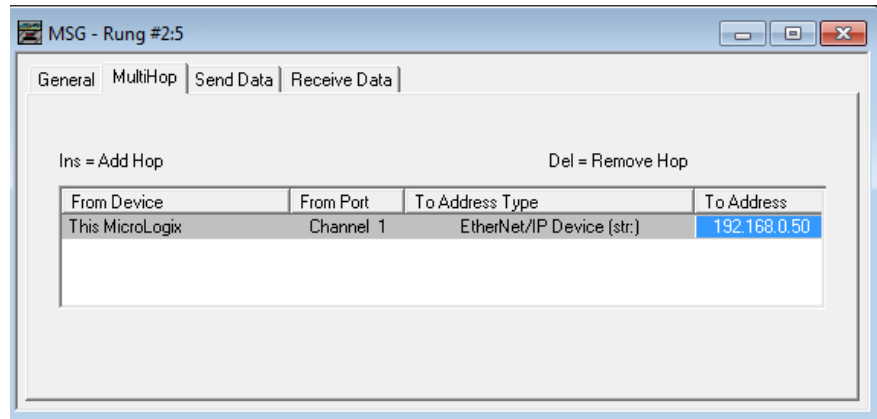 MSG - Rung #2:5
General MultiHop Send Data Receive Data
Ins = Add Hop Del = Remove Hop
From Device From Port To Address Type To Address
This MicroLogix Channel 1 EtherNet/IP Device (str:) 192.168.0.50